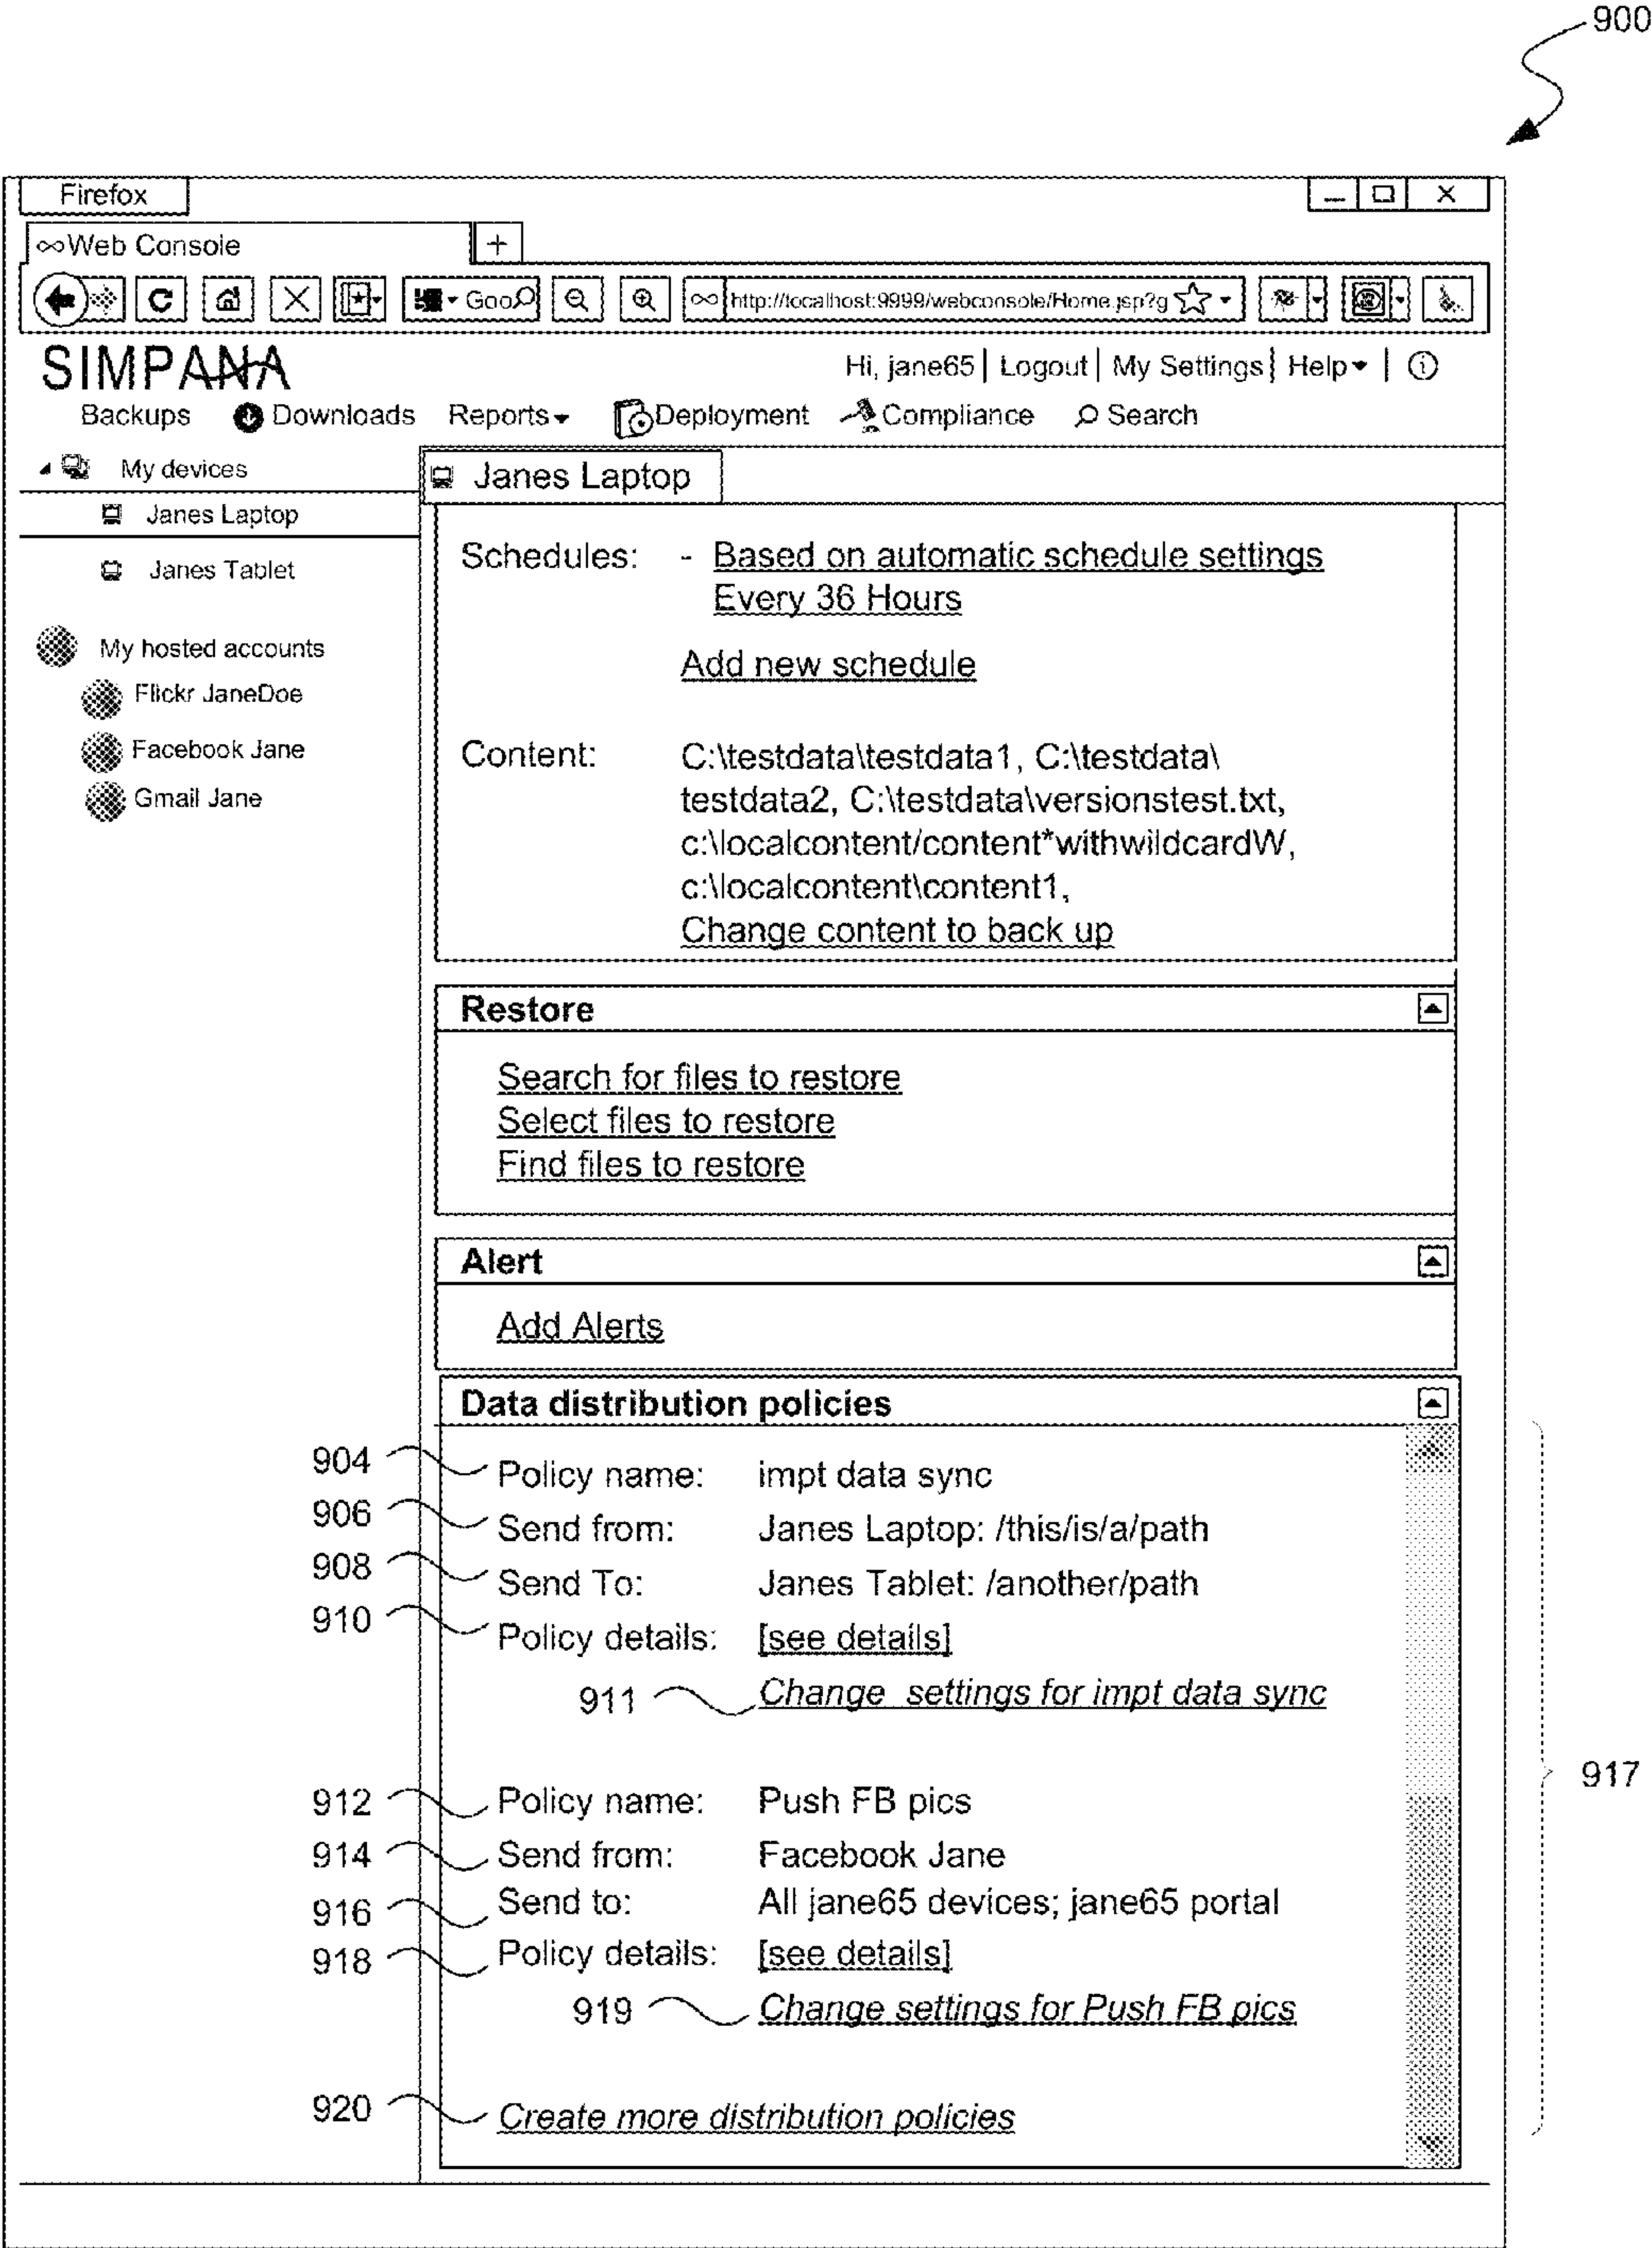 900
Firefox
Web Console
+
Goo
http://localhost:9999/webconsole/Home.jsp?g
SIMPANA
Hi, jane65 | Logout | My Settings | Help | i
Backups Downloads Reports Deployment Compliance Search
My devices
Janes Laptop
Janes Tablet
My hosted accounts
Flickr JaneDoe
Facebook Jane
Gmail Jane
Janes Laptop
Schedules: - Based on automatic schedule settings
Every 36 Hours
Add new schedule
Content: C:\testdata\testdata1, C:\testdata\
testdata2, C:\testdata\versionstest.txt,
c:\localcontent/content*withwildcardW,
c:\localcontent\content1,
Change content to back up
Restore
Search for files to restore
Select files to restore
Find files to restore
Alert
Add Alerts
Data distribution policies
904 Policy name: impt data sync
906 Send from: Janes Laptop: /this/is/a/path
908 Send To: Janes Tablet: /another/path
910 Policy details: [see details]
911 Change settings for impt data sync
917
912 Policy name: Push FB pics
914 Send from: Facebook Jane
916 Send to: All jane65 devices; jane65 portal
918 Policy details: [see details]
919 Change settings for Push FB pics
920 Create more distribution policies